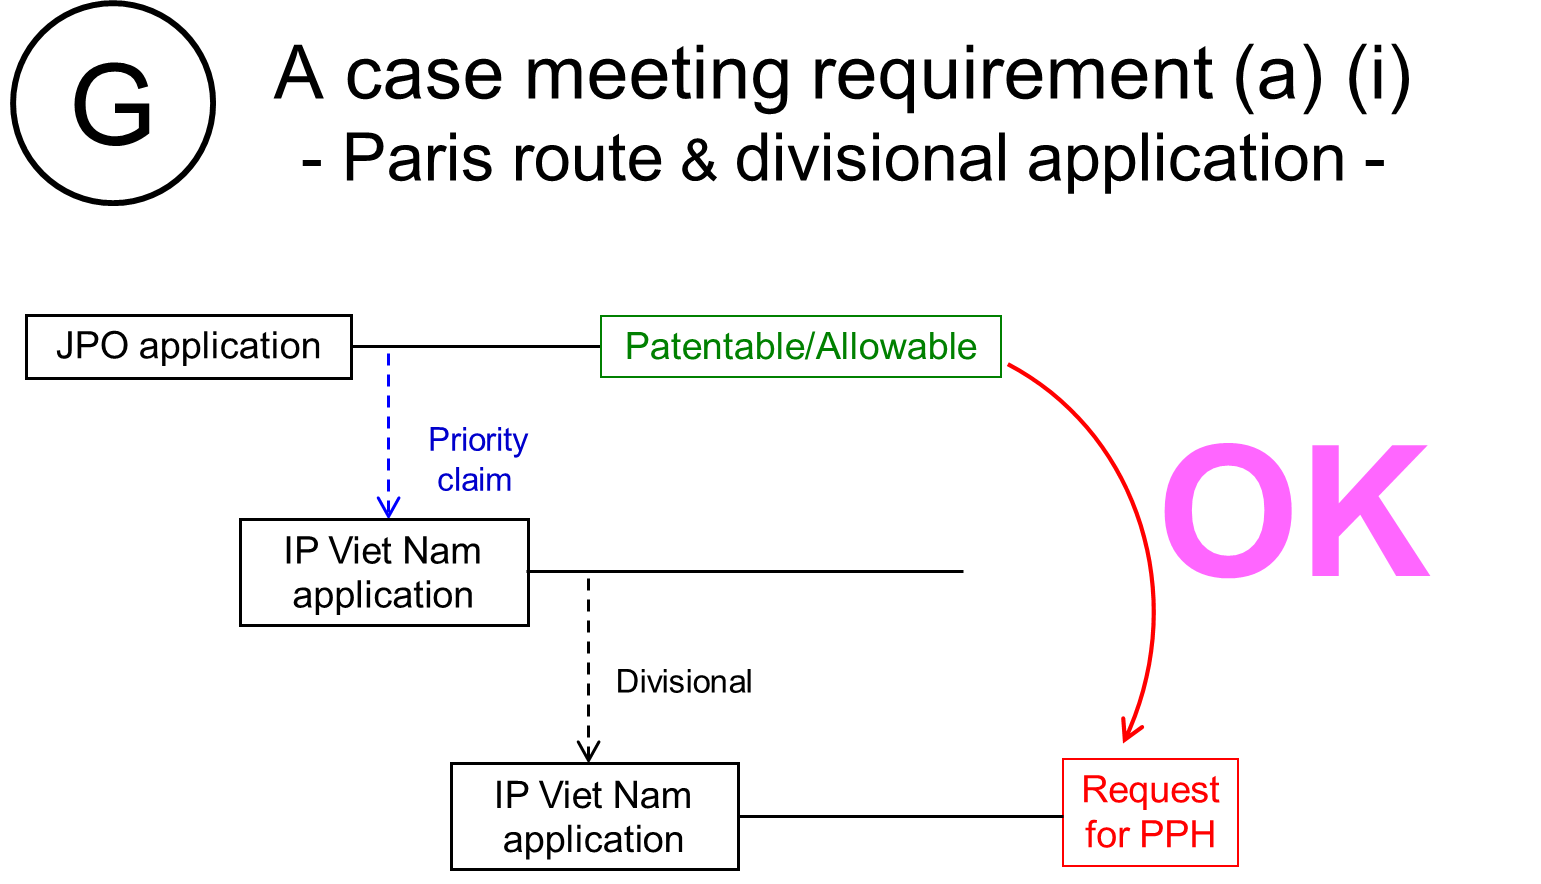 G
A case meeting requirement (a) (i)
- Paris route & divisional application -
JPO application
Patentable/Allowable
Priority
claim
OK
IP Viet Nam
application
Divisional
IP Viet Nam
application
Request
for PPH